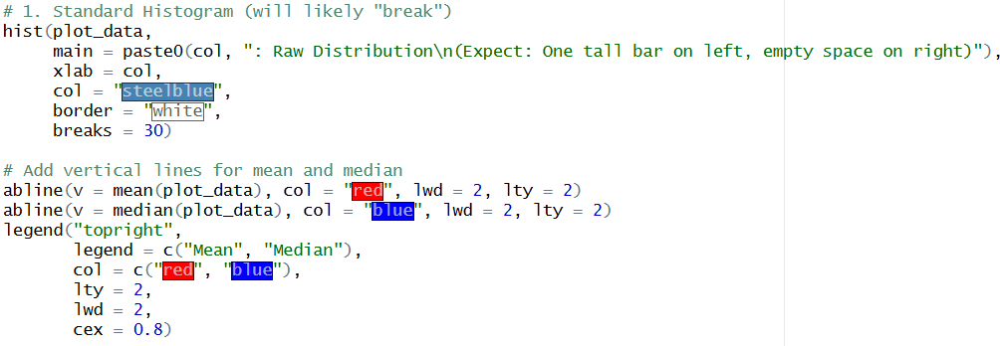 # 1. Standard Histogram (will likely "break")
hist(plot_data,
     main = paste0(col, ": Raw Distribution\n(Expect: One tall bar on left, empty space on right)"),
     xlab = col,
     col = "steelblue",
     border = "white",
     breaks = 30)

# Add vertical lines for mean and median
abline(v = mean(plot_data), col = "red", lwd = 2, lty = 2)
abline(v = median(plot_data), col = "blue", lwd = 2, lty = 2)
legend("topright",
       legend = c("Mean", "Median"),
       col = c("red", "blue"),
       lty = 2,
       lwd = 2,
       cex = 0.8)